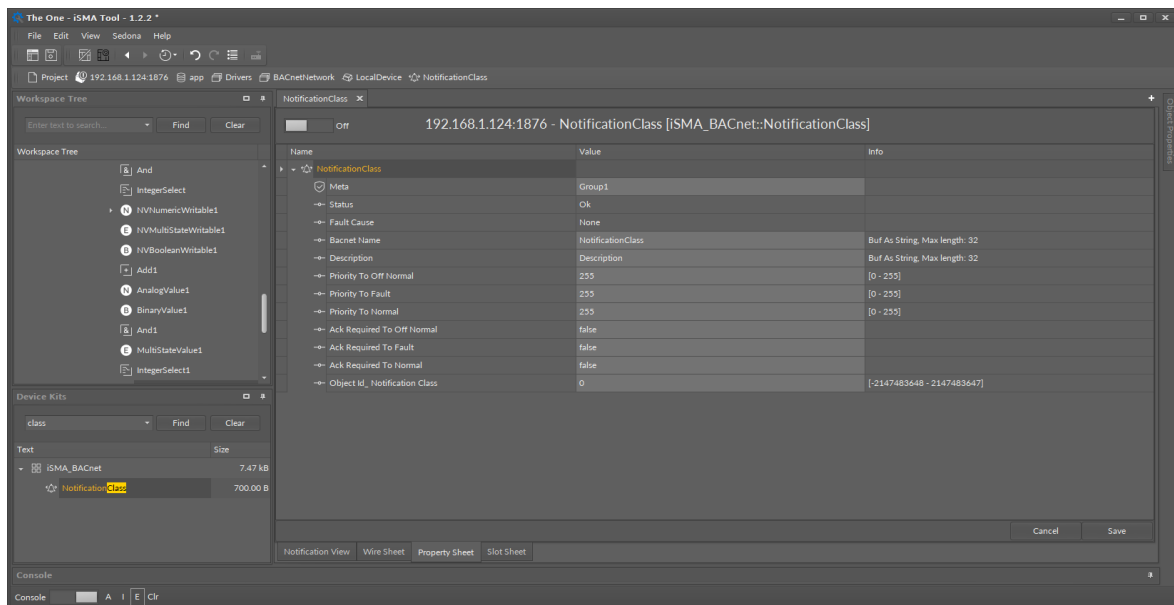 The One - iSMA Tool - 1.2.2 *
File Edit View Sedona Help
Project 192.168.1.124:1876 app Drivers BACnetNetwork LocalDevice NotificationClass
Workspace Tree
Enter text to search... Find Clear
Workspace Tree
& And
IntegerSelect
N NVNumericWritable1
E NVMultiStateWritable1
B NVBooleanWritable1
+ Add1
N AnalogValue1
B BinaryValue1
& And1
E MultiStateValue1
IntegerSelect1
Device Kits
class Find Clear
Text Size
iSMA_BACnet 7.47 kB
NotificationClass 700.00 B
NotificationClass
Off 192.168.1.124:1876 - NotificationClass [iSMA_BACnet::NotificationClass]
Name Value Info
NotificationClass
Meta Group1
Status Ok
Fault Cause None
Bacnet Name NotificationClass Buf As String, Max length: 32
Description Description Buf As String, Max length: 32
Priority To Off Normal 255 [0 - 255]
Priority To Fault 255 [0 - 255]
Priority To Normal 255 [0 - 255]
Ack Required To Off Normal false
Ack Required To Fault false
Ack Required To Normal false
Object Id_ Notification Class 0 [-2147483648 - 2147483647]
Cancel Save
Notification View Wire Sheet Property Sheet Slot Sheet
Object Properties
Console
Console A I E Clr